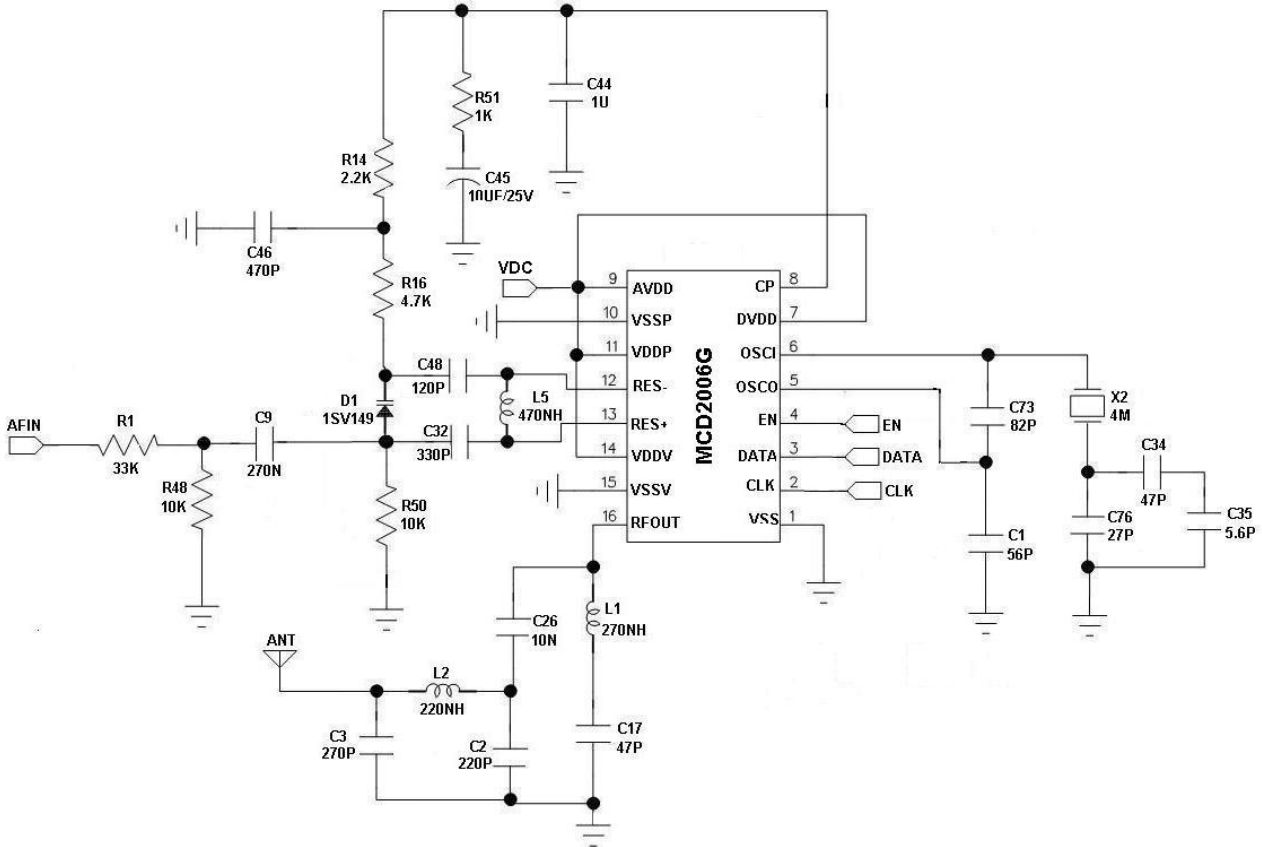 C44
1U
R51
1K
R14
2.2K
C45
10UF/25V
C46
470P
R16
4.7K
VDC
9
AVDD
CP
8
10
VSSP
DVDD
7
11
VDDP
OSCI
6
12
RES-
OSCO
5
13
RES+
EN
4
EN
14
VDDV
DATA
3
DATA
15
VSSV
CLK
2
CLK
16
RFOUT
VSS
1
MCD2006G
C48
120P
L5
470NH
D1
1SV149
C32
330P
AFIN
R1
33K
C9
270N
R48
10K
R50
10K
C73
82P
X2
4M
C34
47P
C76
27P
C35
5.6P
C1
56P
C26
10N
L1
270NH
ANT
L2
220NH
C3
270P
C2
220P
C17
47P